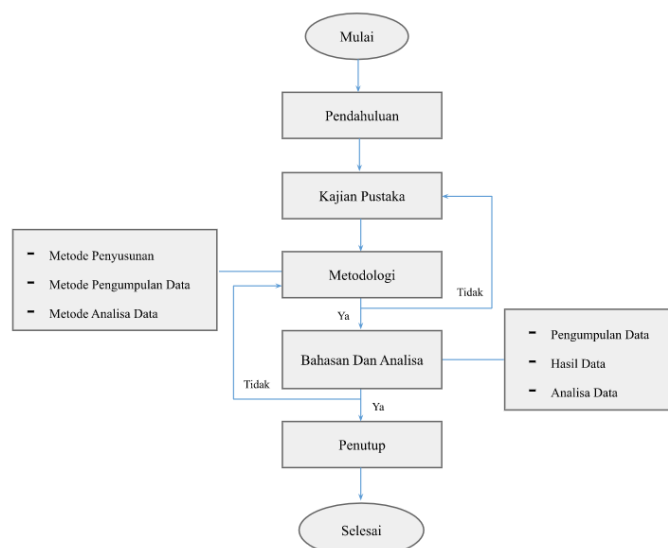 Mulai
Pendahuluan
Kajian Pustaka
- Metode Penyusunan
- Metode Pengumpulan Data
- Metode Analisa Data
Metodologi
Tidak
Ya
Bahasan Dan Analisa
- Pengumpulan Data
- Hasil Data
- Analisa Data
Tidak
Ya
Penutup
Selesai